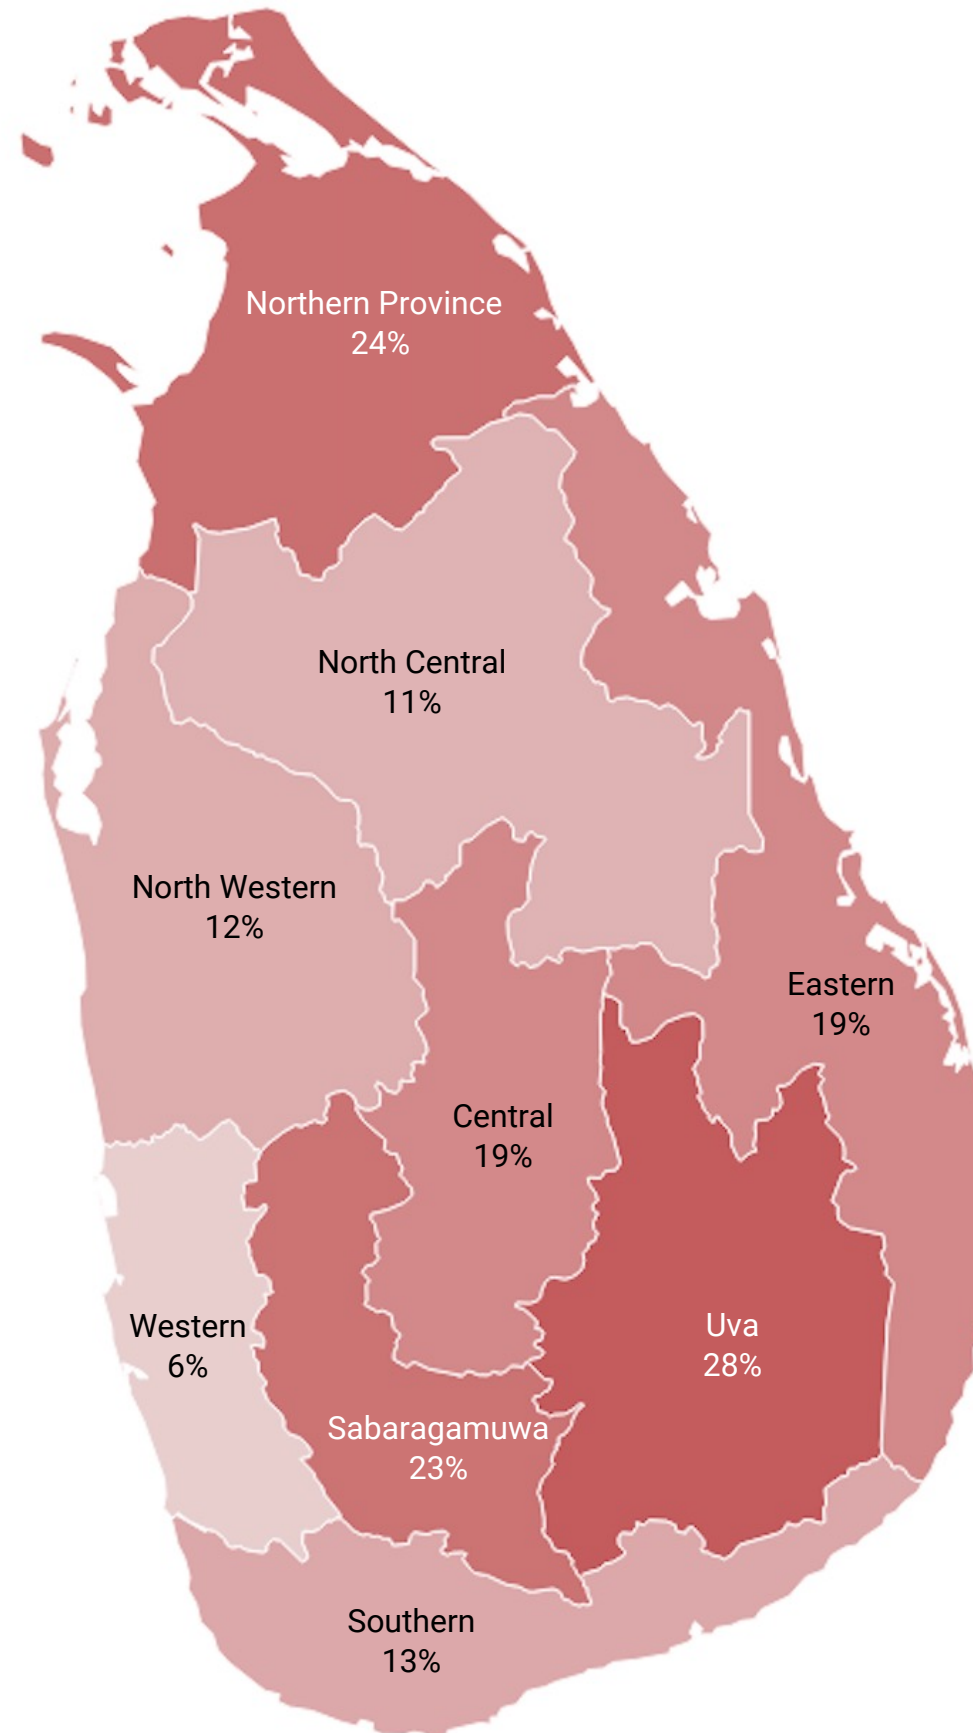 Northern Province
24%
North Central
11%
North Western
12%
Eastern
19%
Central
19%
Western
6%
Uva
28%
Sabaragamuwa
23%
Southern
13%